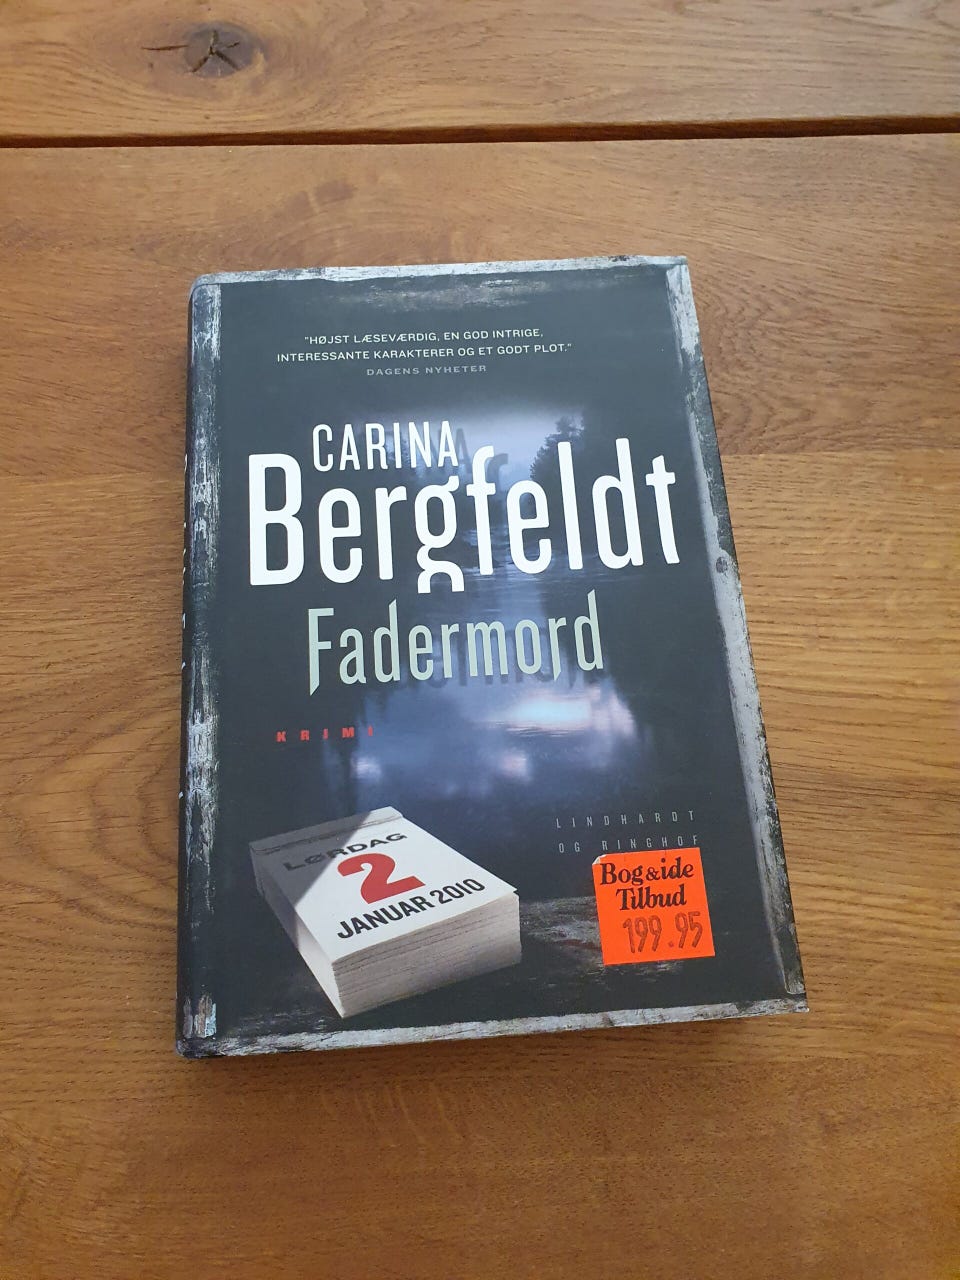 "HØJST LÆSEVÆRDIG, EN GOD INTRIGE,
INTERESSANTE KARAKTERER OG ET GODT PLOT."
DAGENS NYHETER
CARINA
Bergfeldt
Fadermord
KRIMI
LINDHARDT
OG RINGHOF
LØRDAG
2
JANUAR 2010
Bog&ide
Tilbud
199.95